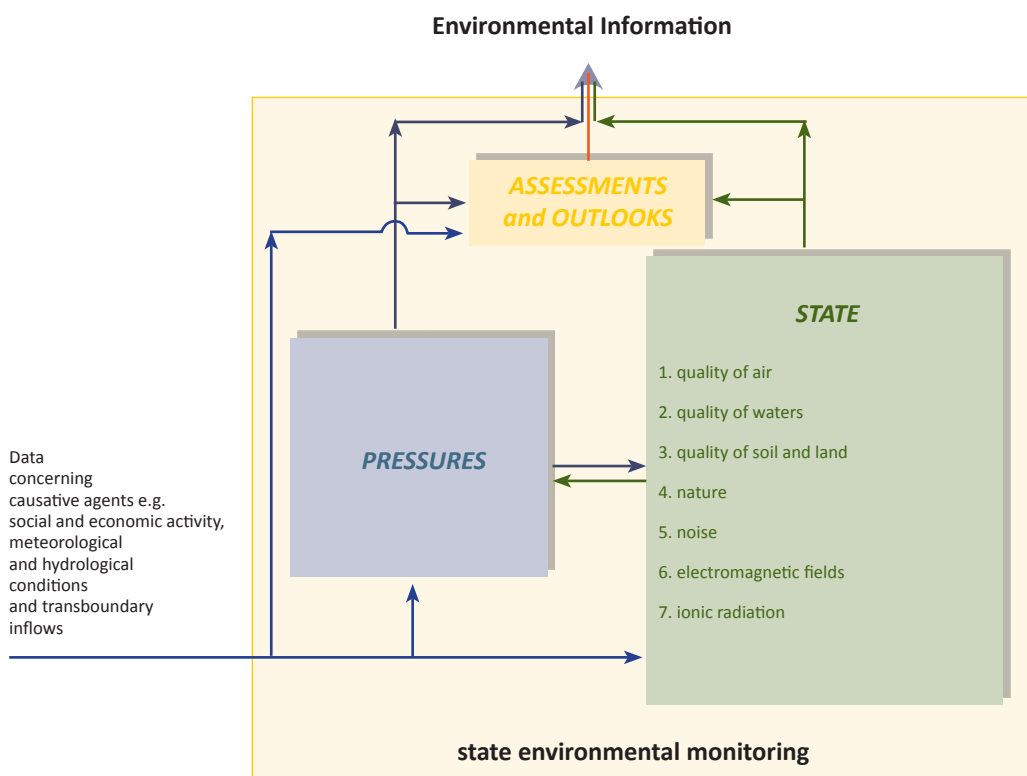 Environmental Information
ASSESSMENTS
and OUTLOOKS
STATE
1. quality of air
2. quality of waters
3. quality of soil and land
4. nature
5. noise
6. electromagnetic fields
7. ionic radiation
PRESSURES
Data
concerning
causative agents e.g.
social and economic activity,
meteorological
and hydrological
conditions
and transboundary
inflows
state environmental monitoring